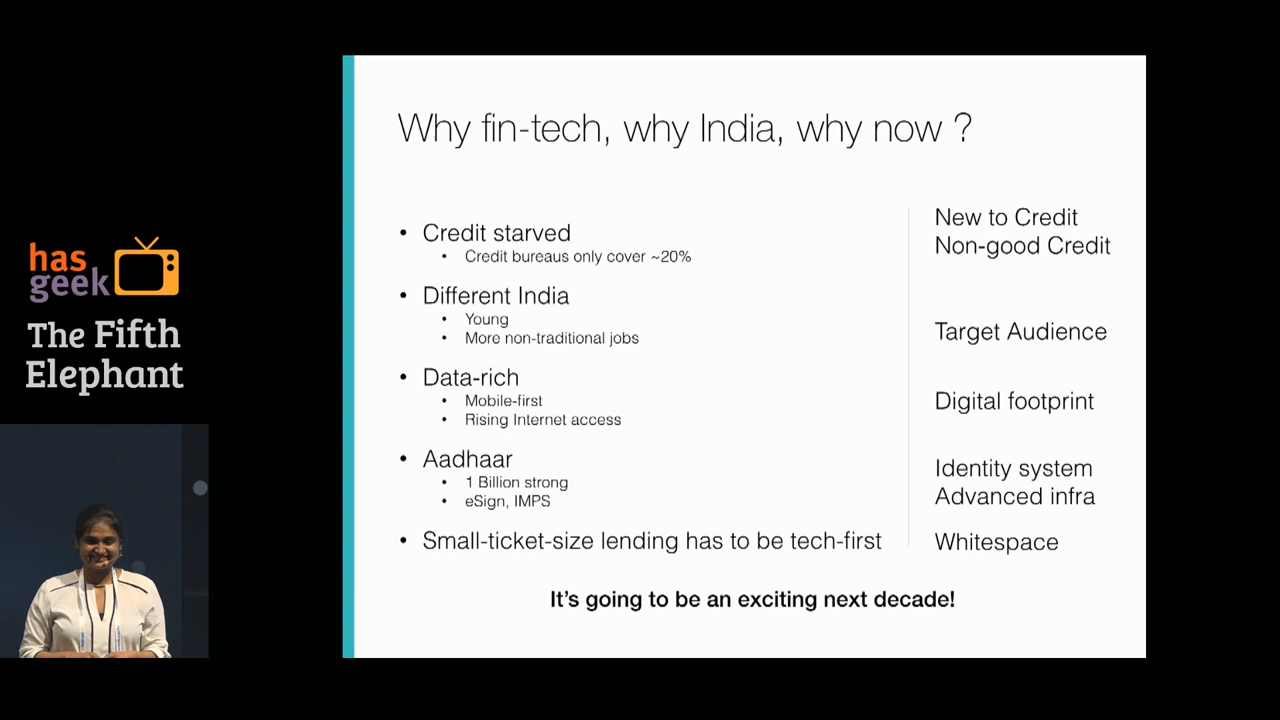 has
geek
The Fifth
Elephant
Why fin-tech, why India, why now ?
• Credit starved
• Credit bureaus only cover ~20%
• Different India
• Young
• More non-traditional jobs
• Data-rich
• Mobile-first
• Rising Internet access
• Aadhaar
• 1 Billion strong
• eSign, IMPS
• Small-ticket-size lending has to be tech-first
New to Credit
Non-good Credit
Target Audience
Digital footprint
Identity system
Advanced infra
Whitespace
It's going to be an exciting next decade!